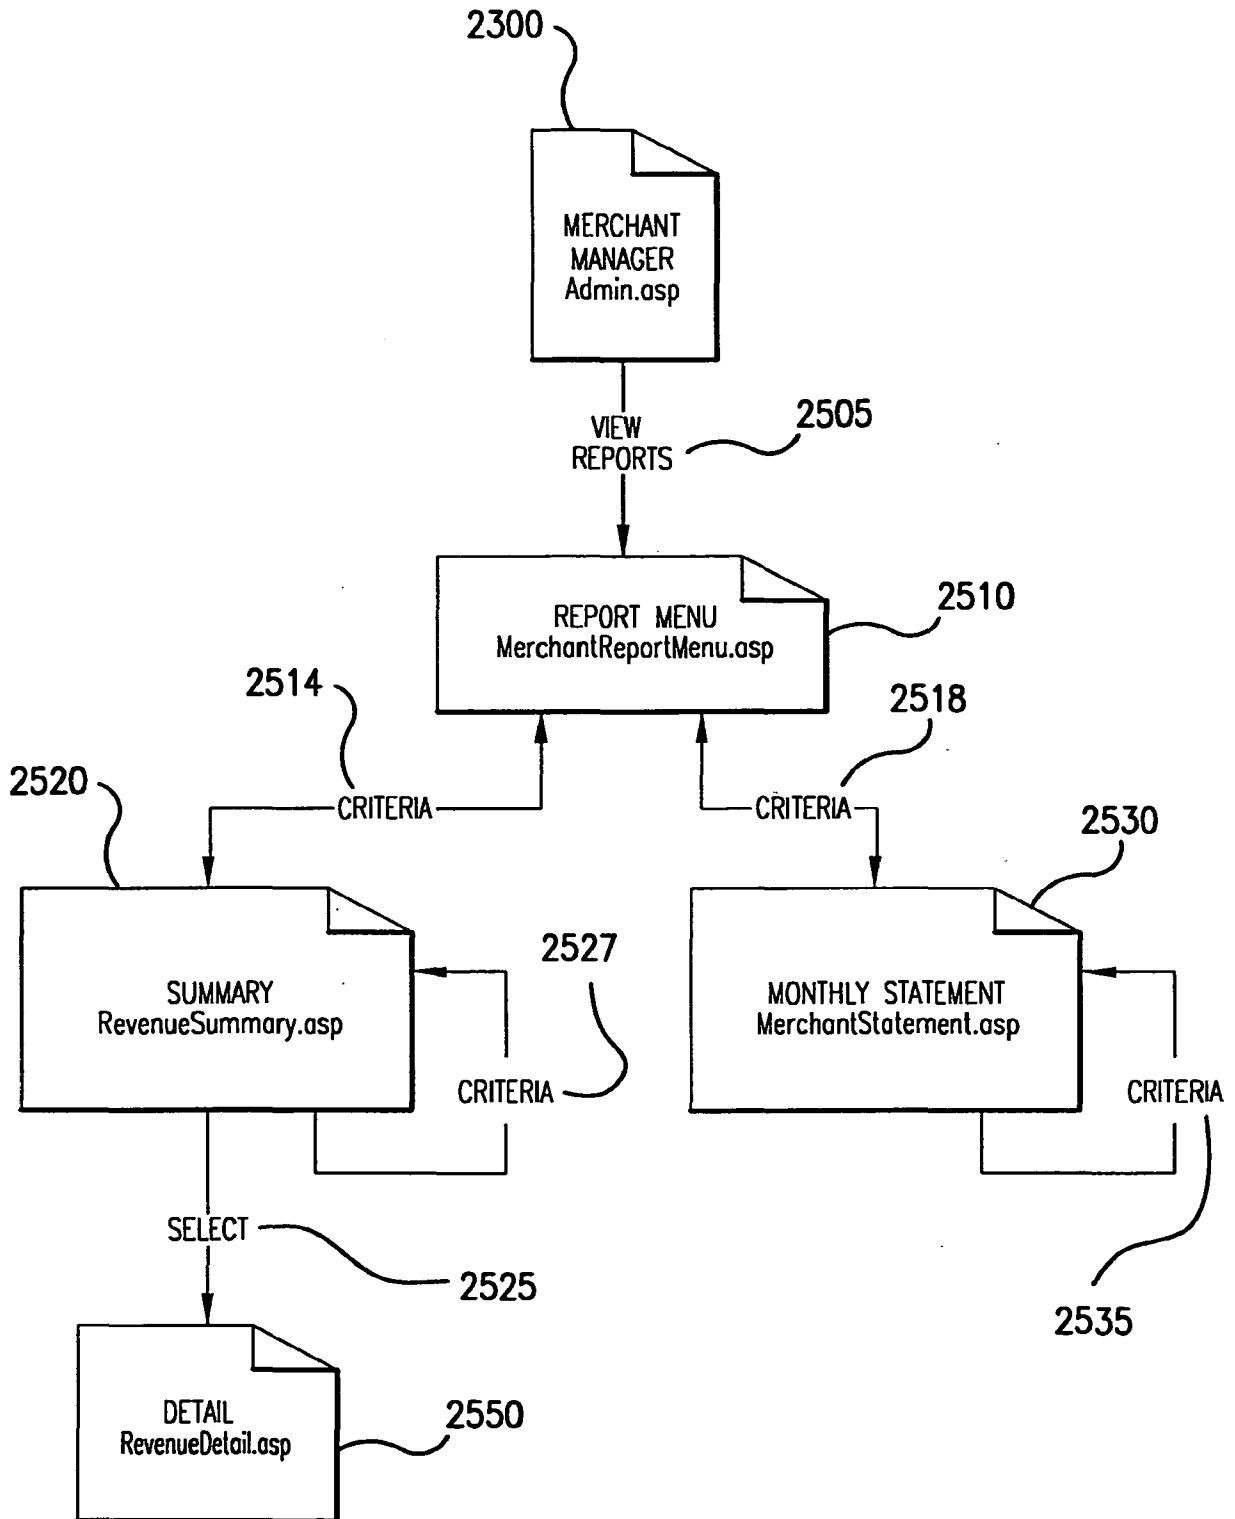 2300
MERCHANT
MANAGER
Admin.asp
VIEW
REPORTS
2505
REPORT MENU
MerchantReportMenu.asp
2510
2514
2518
CRITERIA
CRITERIA
2520
2530
SUMMARY
RevenueSummary.asp
2527
CRITERIA
MONTHLY STATEMENT
MerchantStatement.asp
CRITERIA
SELECT
2525
2535
DETAIL
RevenueDetail.asp
2550